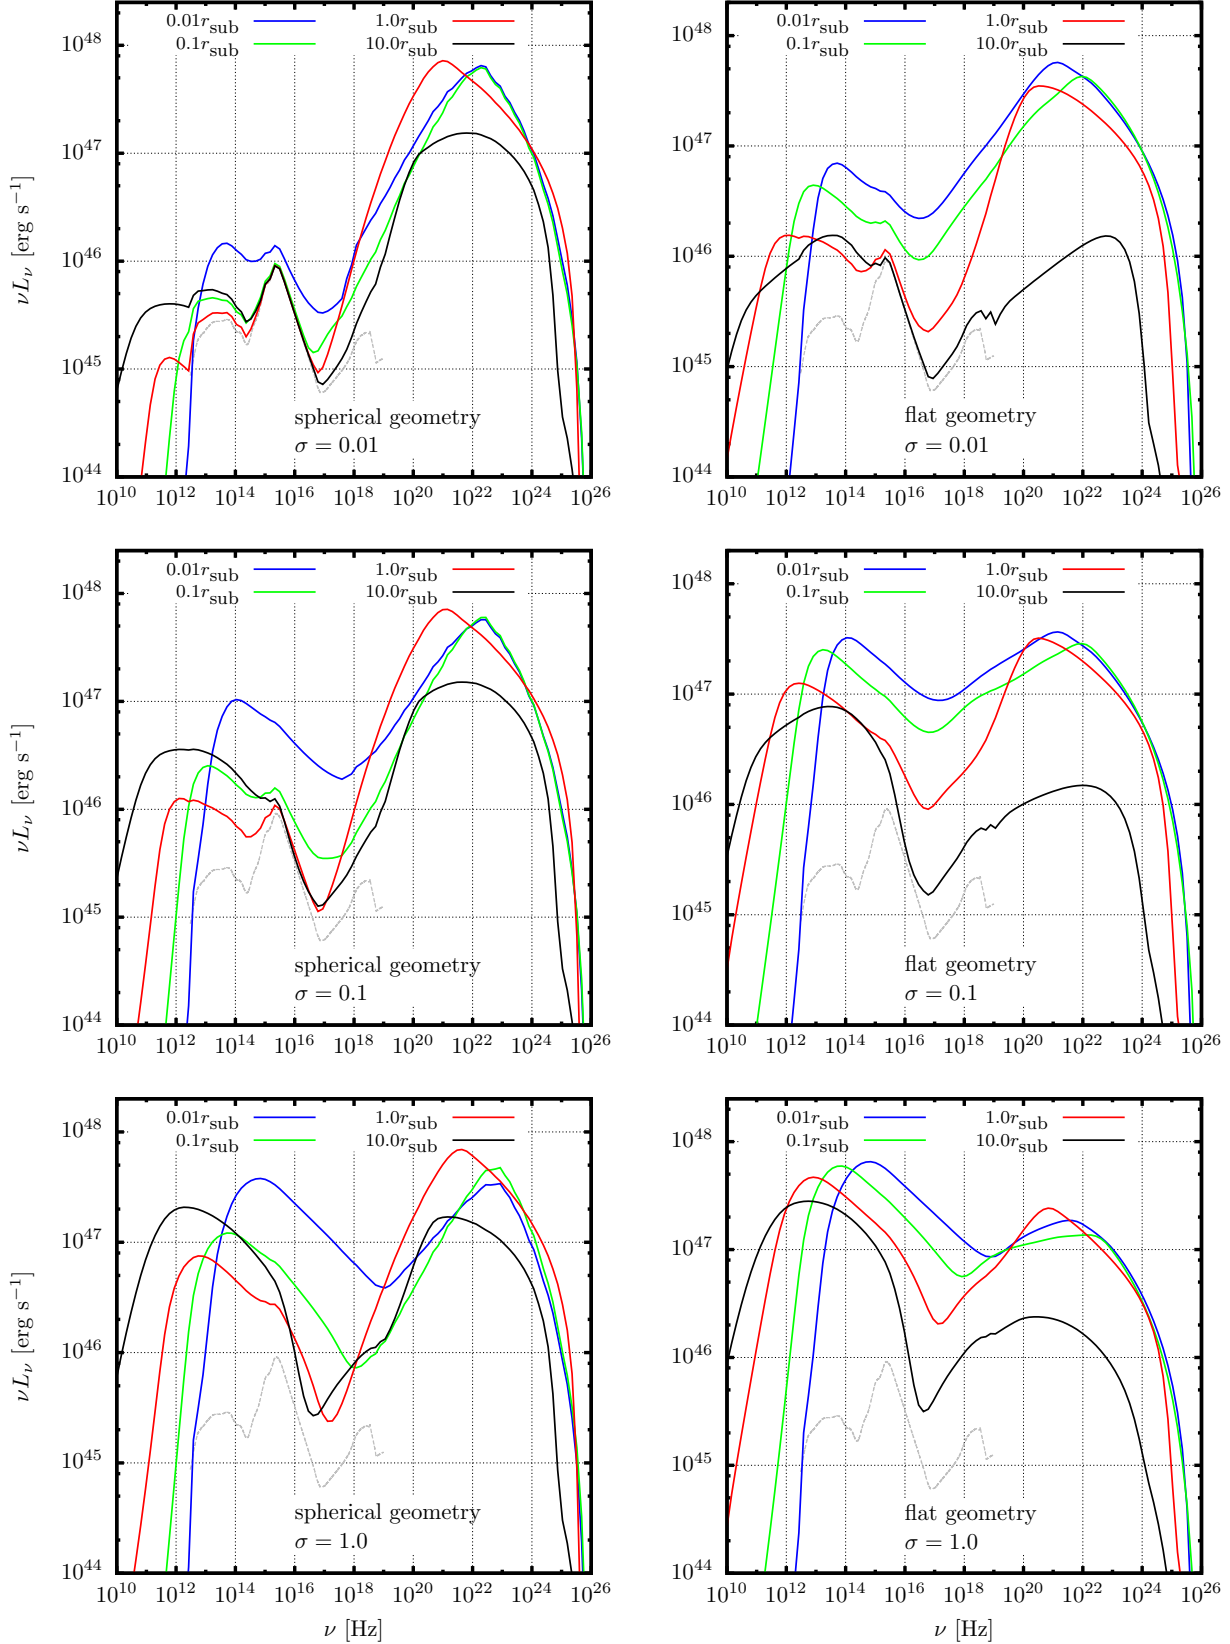 0.01r_sub 1.0r_sub
0.1r_sub 10.0r_sub
10^48
10^47
10^46
10^45
10^44
νL_ν [erg s⁻¹]
spherical geometry
σ = 0.01
10^10 10^12 10^14 10^16 10^18 10^20 10^22 10^24 10^26
0.01r_sub 1.0r_sub
0.1r_sub 10.0r_sub
10^48
10^47
10^46
10^45
10^44
flat geometry
σ = 0.01
10^10 10^12 10^14 10^16 10^18 10^20 10^22 10^24 10^26
0.01r_sub 1.0r_sub
0.1r_sub 10.0r_sub
10^48
10^47
10^46
10^45
10^44
νL_ν [erg s⁻¹]
spherical geometry
σ = 0.1
10^10 10^12 10^14 10^16 10^18 10^20 10^22 10^24 10^26
0.01r_sub 1.0r_sub
0.1r_sub 10.0r_sub
10^48
10^47
10^46
10^45
10^44
flat geometry
σ = 0.1
10^10 10^12 10^14 10^16 10^18 10^20 10^22 10^24 10^26
0.01r_sub 1.0r_sub
0.1r_sub 10.0r_sub
10^48
10^47
10^46
10^45
10^44
νL_ν [erg s⁻¹]
spherical geometry
σ = 1.0
10^10 10^12 10^14 10^16 10^18 10^20 10^22 10^24 10^26
ν [Hz]
0.01r_sub 1.0r_sub
0.1r_sub 10.0r_sub
10^48
10^47
10^46
10^45
10^44
flat geometry
σ = 1.0
10^10 10^12 10^14 10^16 10^18 10^20 10^22 10^24 10^26
ν [Hz]